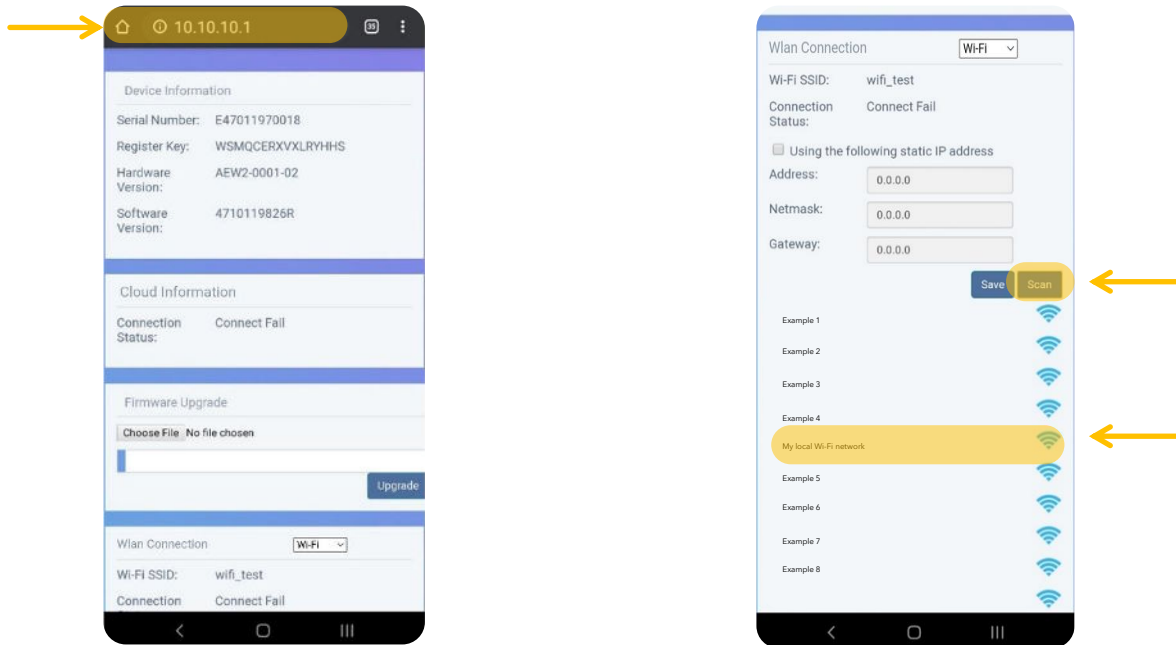 10.10.10.1 35
Device Information
Serial Number: E47011970018
Register Key: WSMQCERXVXLRYHHS
Hardware AEW2-0001-02
Version:
Software 4710119826R
Version:
Cloud Information
Connection Connect Fail
Status:
Firmware Upgrade
Choose File No file chosen
Upgrade
Wlan Connection Wi-Fi
Wi-Fi SSID: wifi_test
Connection Connect Fail
Wlan Connection Wi-Fi
Wi-Fi SSID: wifi_test
Connection Connect Fail
Status:
Using the following static IP address
Address: 0.0.0.0
Netmask: 0.0.0.0
Gateway: 0.0.0.0
Save Scan
Example 1
Example 2
Example 3
Example 4
My local Wi-Fi network
Example 5
Example 6
Example 7
Example 8